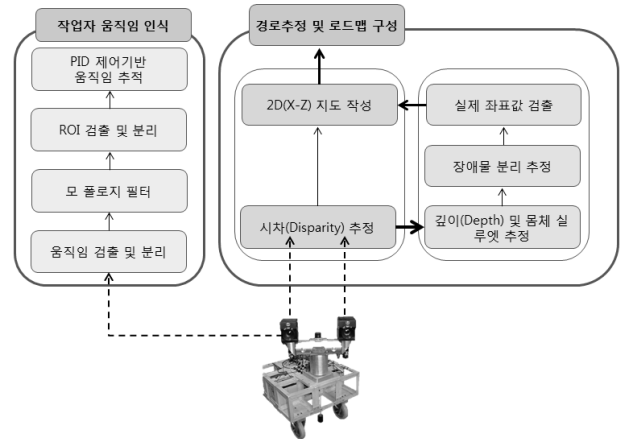 작업자 움직임 인식
PID 제어기반
움직임 추적
ROI 검출 및 분리
모 폴로지 필터
움직임 검출 및 분리
경로추정 및 로드맵 구성
2D(X-Z) 지도 작성
시차(Disparity) 추정
실제 좌표값 검출
장애물 분리 추정
깊이(Depth) 및 몸체 실
루엣 추정